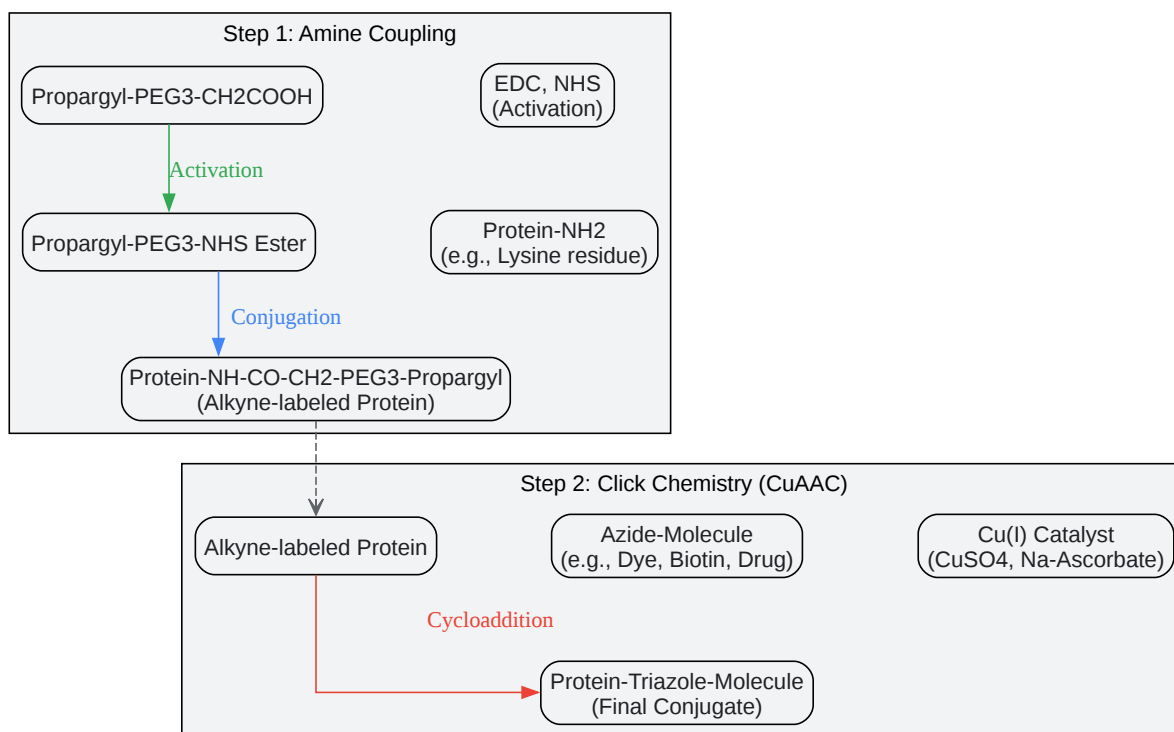 Step 1: Amine Coupling
Propargyl-PEG3-CH2COOH
EDC, NHS
(Activation)
Activation
Propargyl-PEG3-NHS Ester
Protein-NH2
(e.g., Lysine residue)
Conjugation
Protein-NH-CO-CH2-PEG3-Propargyl
(Alkyne-labeled Protein)
Step 2: Click Chemistry (CuAAC)
Alkyne-labeled Protein
Azide-Molecule
(e.g., Dye, Biotin, Drug)
Cu(I) Catalyst
(CuSO4, Na-Ascorbate)
Cycloaddition
Protein-Triazole-Molecule
(Final Conjugate)